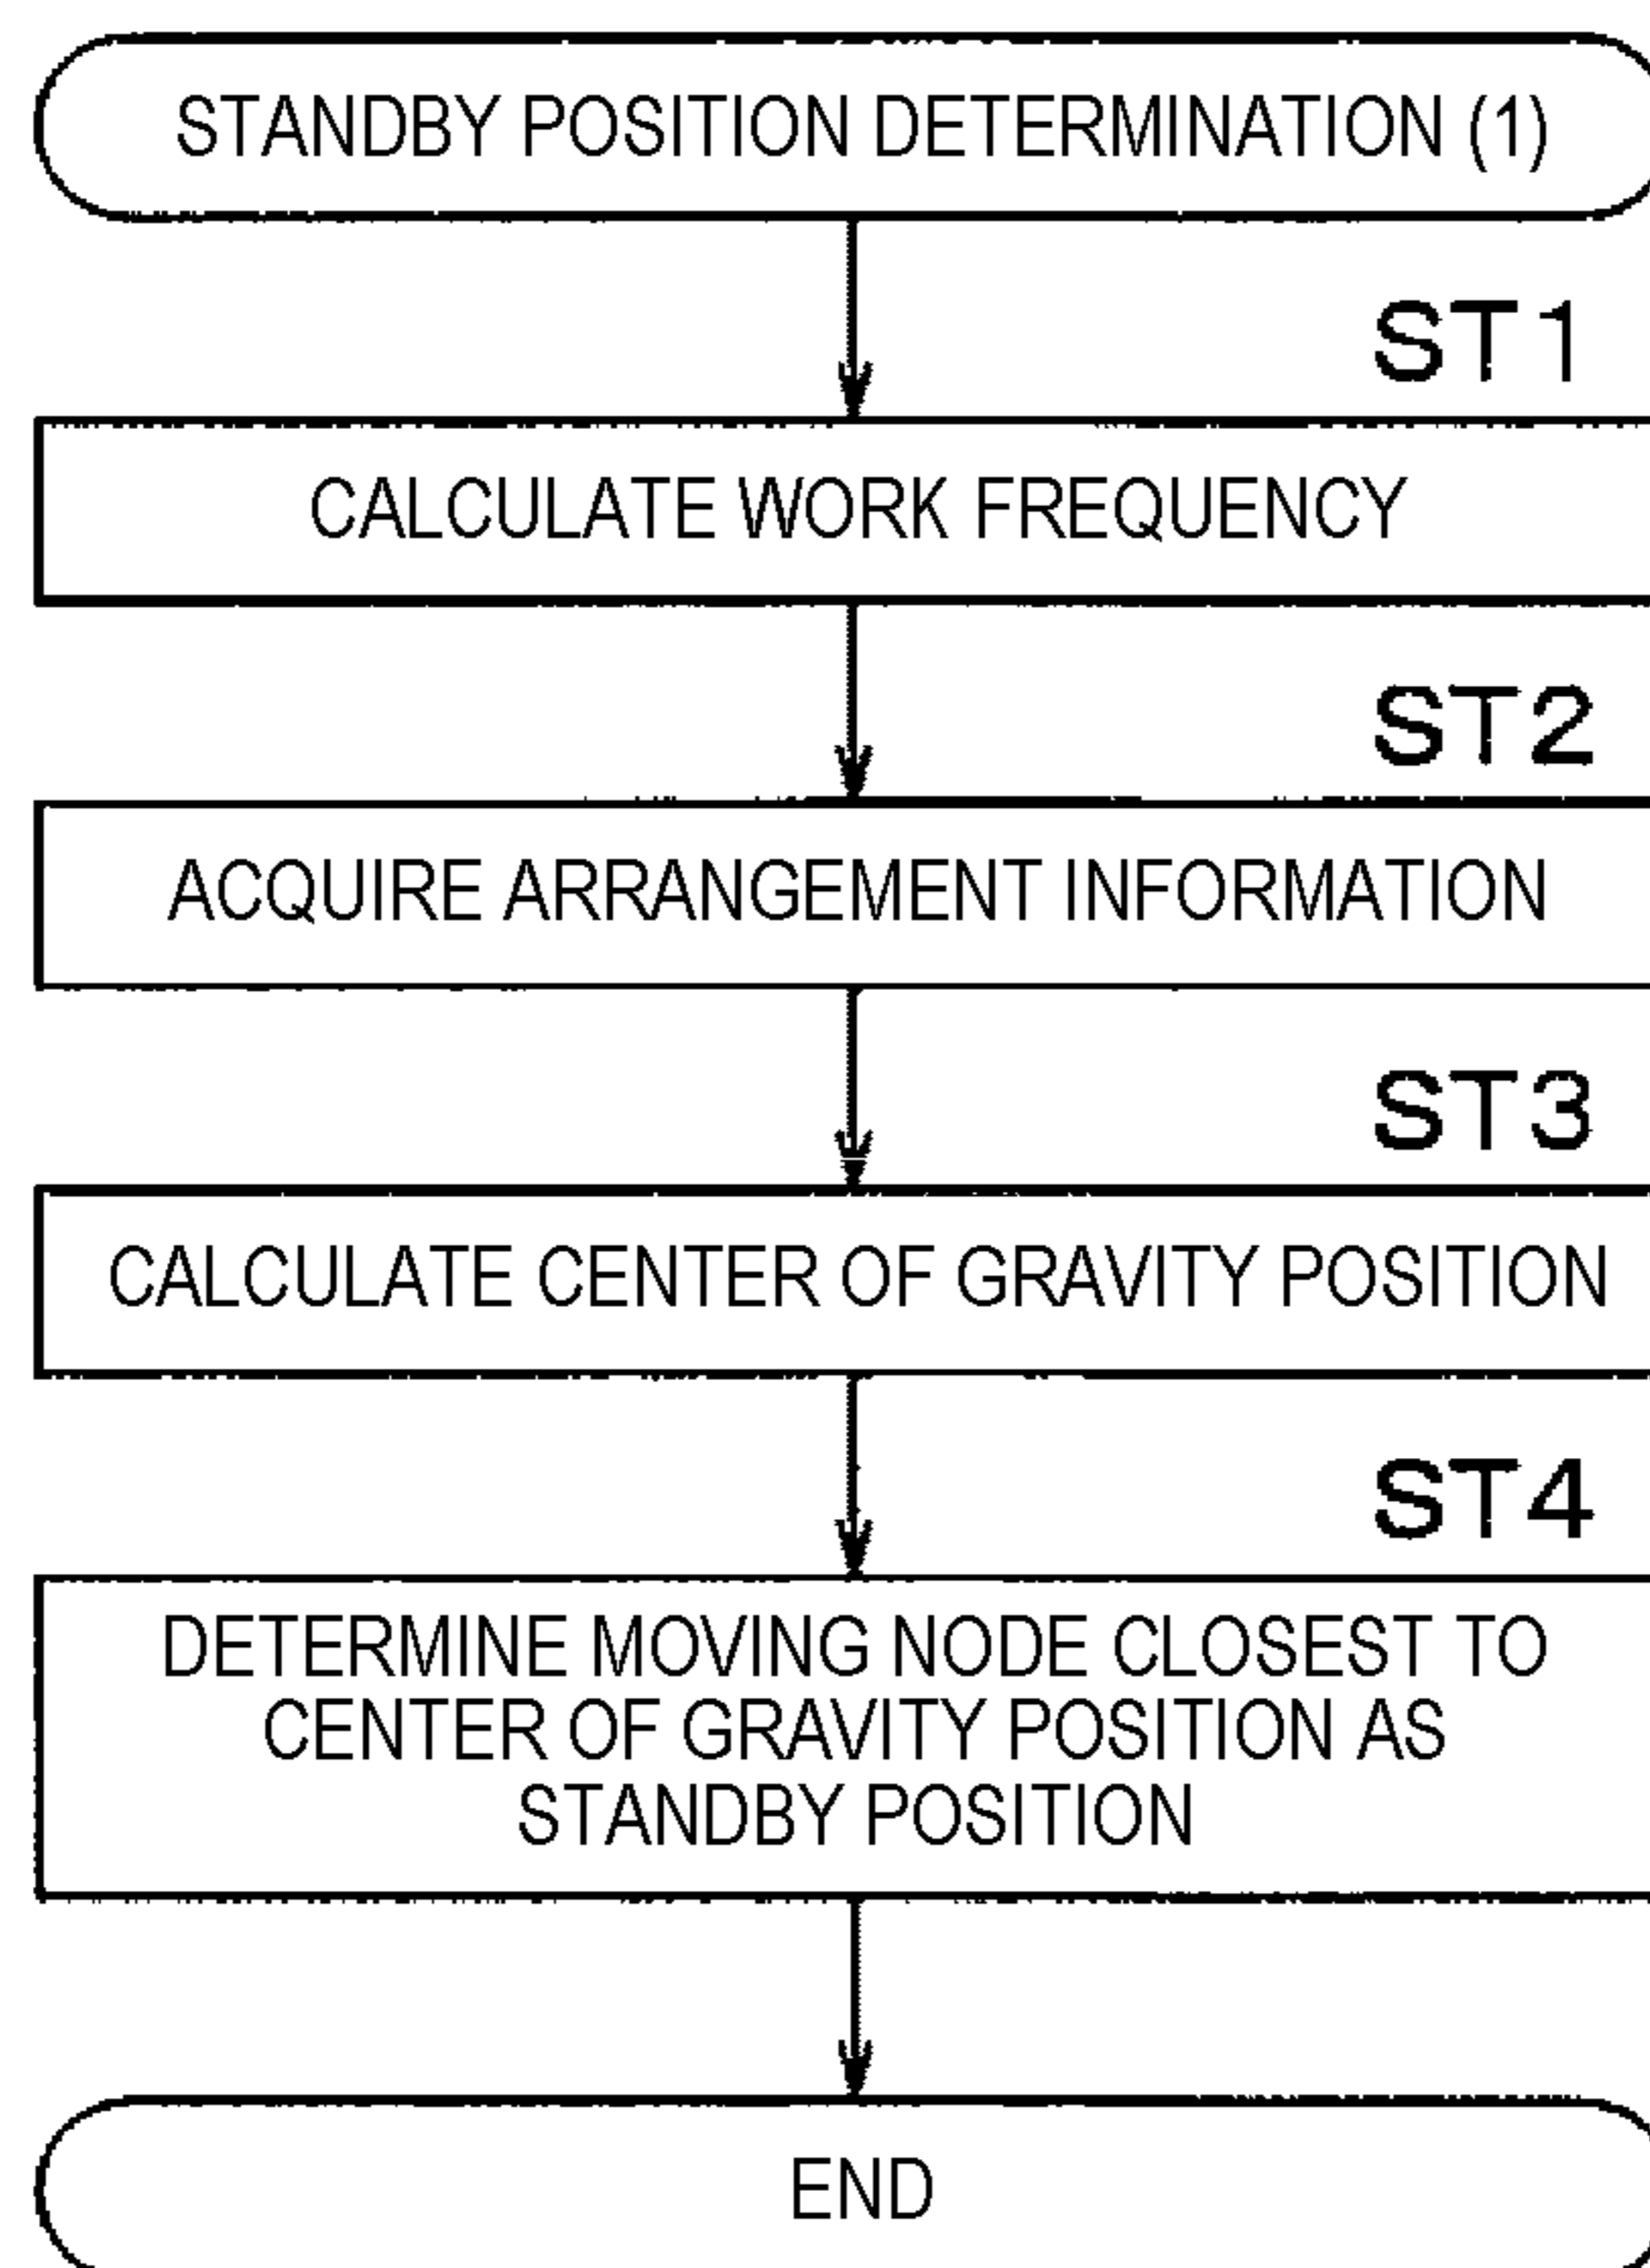 STANDBY POSITION DETERMINATION (1)
ST1
CALCULATE WORK FREQUENCY
ST2
ACQUIRE ARRANGEMENT INFORMATION
ST3
CALCULATE CENTER OF GRAVITY POSITION
ST4
DETERMINE MOVING NODE CLOSEST TO
CENTER OF GRAVITY POSITION AS
STANDBY POSITION
END